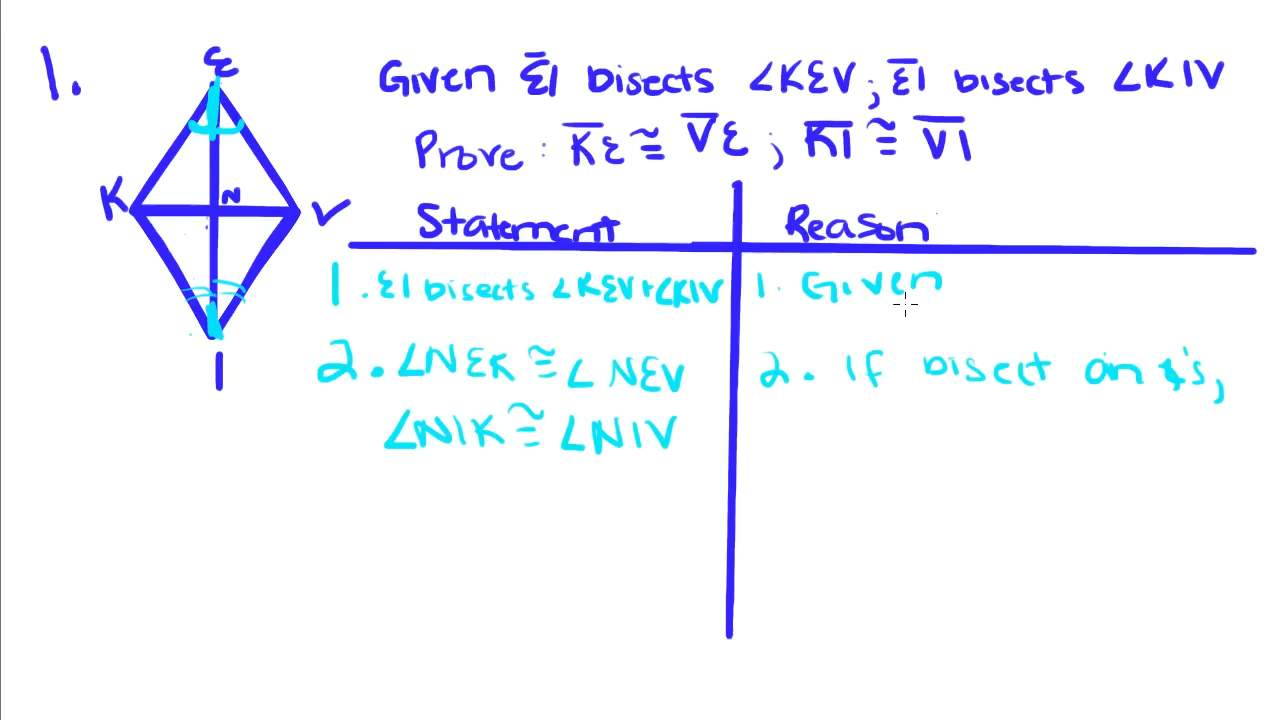 1.
E
K
N
V
I
Given EI bisects ∠KEV; EI bisects ∠KIV
Prove: KE ≅ VE; KI ≅ VI
Statement
Reason
1. EI bisects ∠KEV + ∠KIV
1. Given
2. ∠NEK ≅ ∠NEV
∠NIK ≅ ∠NIV
2. If bisect an ∠'s,